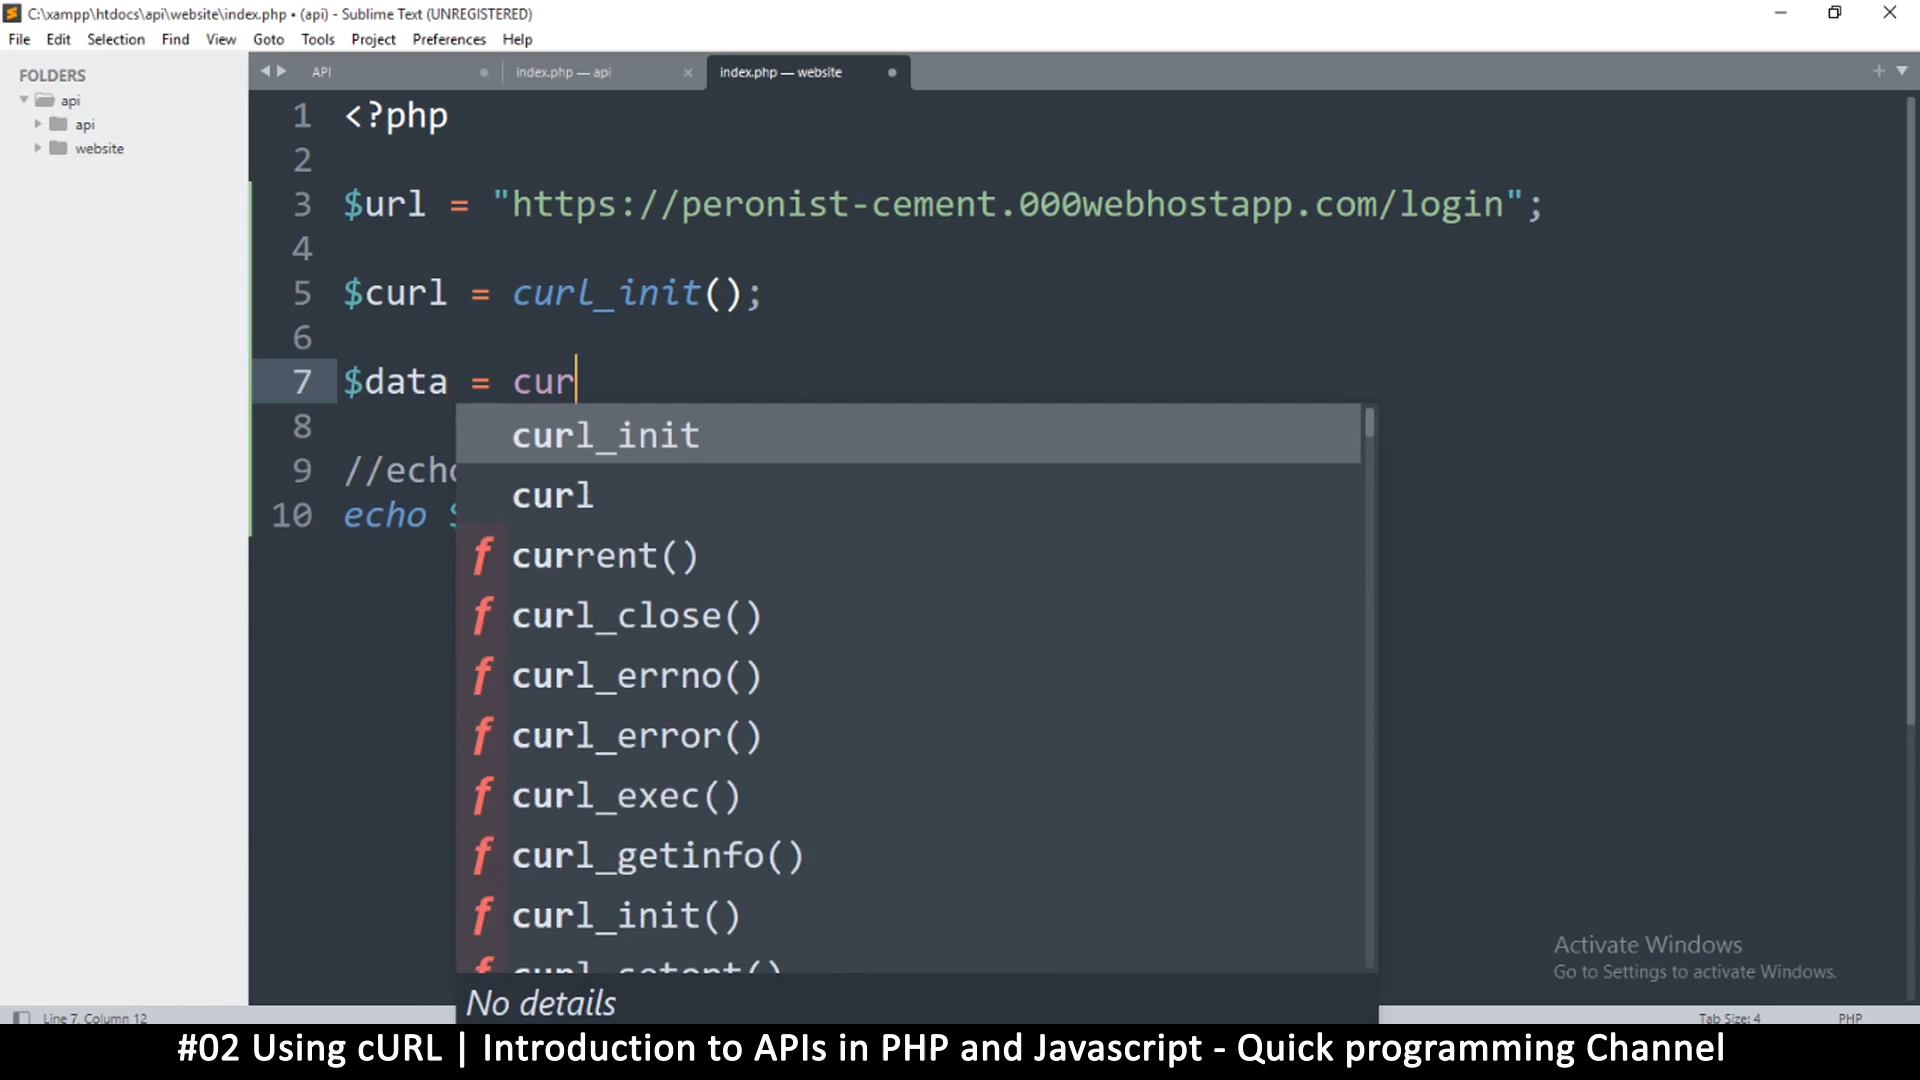 C:\xampp\htdocs\api\website\index.php • (api) - Sublime Text (UNREGISTERED)
File Edit Selection Find View Goto Tools Project Preferences Help
FOLDERS
api
api
website
API
index.php — api
index.php — website
1 <?php
2
3 $url = "https://peronist-cement.000webhostapp.com/login";
4
5 $curl = curl_init();
6
7 $data = cur
8
9 //echo
10 echo $
curl_init
curl
f current()
f curl_close()
f curl_errno()
f curl_error()
f curl_exec()
f curl_getinfo()
f curl_init()
f curl_setopt()
No details
Activate Windows
Go to Settings to activate Windows.
Line 7, Column 12
Tab Size: 4
PHP
#02 Using cURL | Introduction to APIs in PHP and Javascript - Quick programming Channel